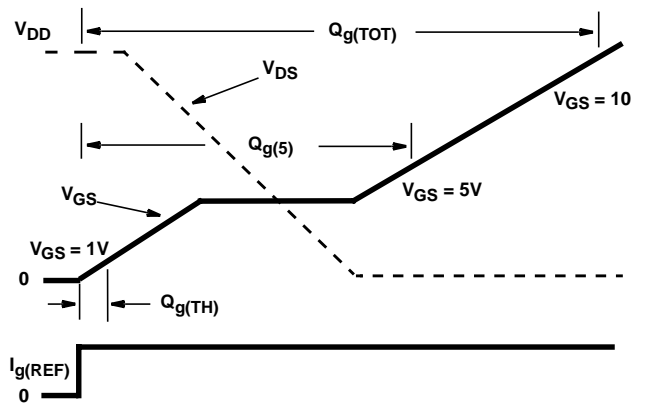 V_DD
Q_g(TOT)
V_DS
V_GS = 10
Q_g(5)
V_GS = 5V
V_GS
V_GS = 1V
0
Q_g(TH)
I_g(REF)
0